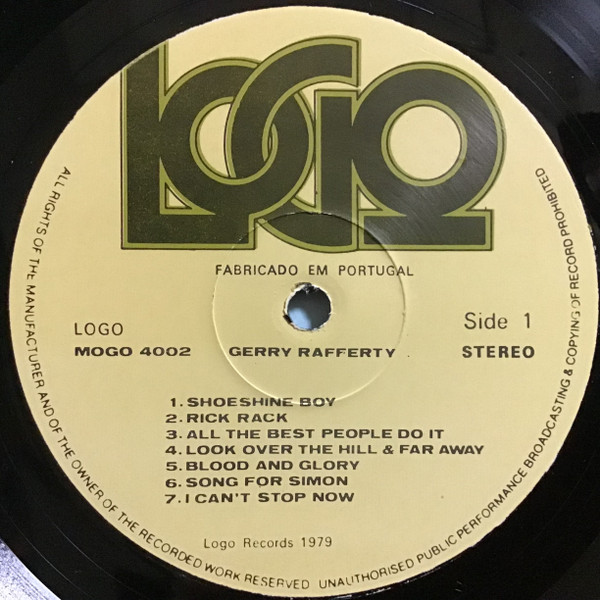 LOGO
FABRICADO EM PORTUGAL
LOGO
Side 1
MOGO 4002
GERRY RAFFERTY
STEREO
1. SHOESHINE BOY
2. RICK RACK
3. ALL THE BEST PEOPLE DO IT
4. LOOK OVER THE HILL & FAR AWAY
5. BLOOD AND GLORY
6. SONG FOR SIMON
7. I CAN'T STOP NOW
Logo Records 1979
ALL RIGHTS OF THE MANUFACTURER AND OF THE OWNER OF THE RECORDED WORK RESERVED UNAUTHORISED PUBLIC PERFORMANCE BROADCASTING & COPYING OF RECORD PROHIBITED